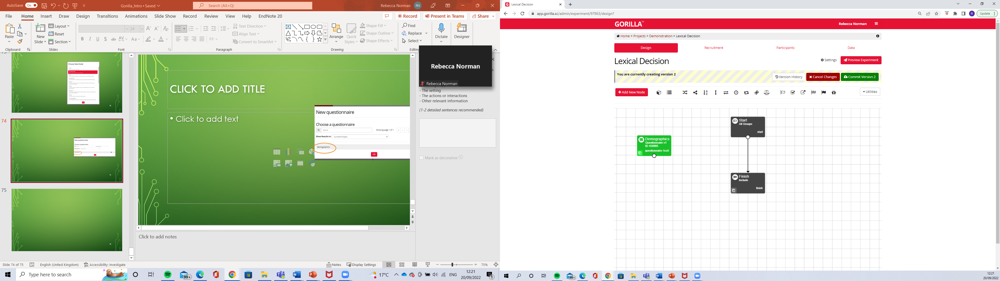 AutoSave On
Gorilla_Intro • Saved
Search (Alt+Q)
Rebecca Norman RN
File Home Insert Draw Design Transitions Animations Slide Show Record Review View Help EndNote 20
Record Present in Teams Share
Paste
New Slide
Layout
Reset
Section
24
B I U S ab AV Aa A
Text Direction
Align Text
Convert to SmartArt
Arrange
Quick Styles
Shape Fill
Shape Outline
Shape Effects
Find
Replace
Select
Dictate
Designer
Clipboard Slides Font Paragraph Drawing Editing
Choose New Node
74
75
CLICK TO ADD TITLE
• Click to add text
New questionnaire
Choose a questionnaire
Name
Showing page 1 of 1
Show Results In: Current Project
Demographics
OK
Rebecca Norman
Rebecca Norman
- The setting
- The actions or interactions
- Other relevant information
(1-2 detailed sentences recommended)
Mark as decorative
Click to add notes
Slide 74 of 75 English (United Kingdom) Accessibility: Investigate Notes Display Settings 75%
Type here to search
99+
17°C
ENG
12:21
20/09/2022
1
Lexical Decision
app.gorilla.sc/admin/experiment/97863/design?
R
Update
GORILLA™
Rebecca Norman
Home > Projects > Demonstration > Lexical Decision
Design Recruitment Participants Data
Lexical Decision
Settings Preview Experiment
You are currently creating version 2
Version History Cancel Changes Commit Version 2
Add New Node
Utilities
Start
All Groups
start
Demographics
Questionnaire v1
ID 450905
questionnaire-1co5
Finish
Include
finish
99+
12:21
20/09/2022